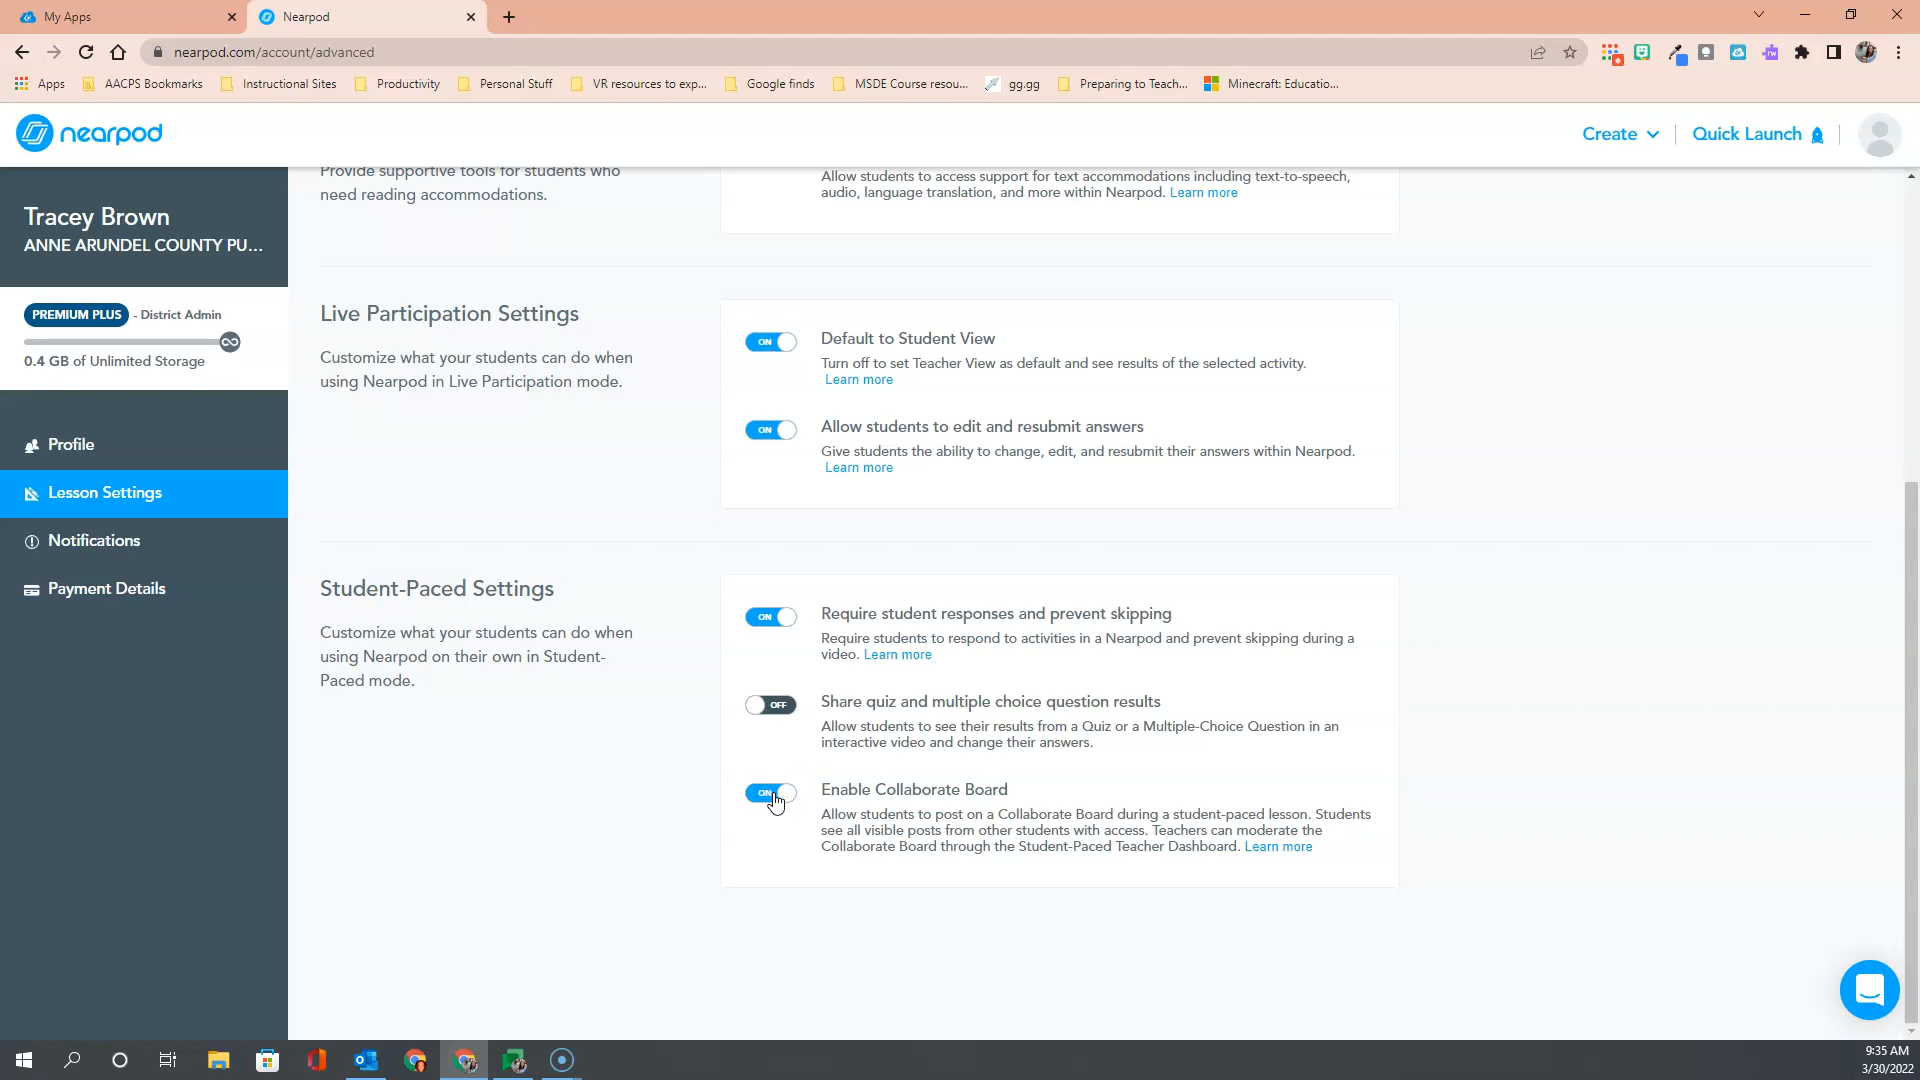 My Apps
Nearpod
nearpod.com/account/advanced
Apps
AACPS Bookmarks
Instructional Sites
Productivity
Personal Stuff
VR resources to exp...
Google finds
MSDE Course resou...
gg.gg
Preparing to Teach...
Minecraft: Educatio...
nearpod
Create
Quick Launch
Tracey Brown
ANNE ARUNDEL COUNTY PU...
PREMIUM PLUS - District Admin
0.4 GB of Unlimited Storage
Profile
Lesson Settings
Notifications
Payment Details
Provide supportive tools for students who
need reading accommodations.
Allow students to access support for text accommodations including text-to-speech,
audio, language translation, and more within Nearpod. Learn more
Live Participation Settings
Customize what your students can do when
using Nearpod in Live Participation mode.
ON
Default to Student View
Turn off to set Teacher View as default and see results of the selected activity.
Learn more
ON
Allow students to edit and resubmit answers
Give students the ability to change, edit, and resubmit their answers within Nearpod.
Learn more
Student-Paced Settings
Customize what your students can do when
using Nearpod on their own in Student-
Paced mode.
ON
Require student responses and prevent skipping
Require students to respond to activities in a Nearpod and prevent skipping during a
video. Learn more
OFF
Share quiz and multiple choice question results
Allow students to see their results from a Quiz or a Multiple-Choice Question in an
interactive video and change their answers.
ON
Enable Collaborate Board
Allow students to post on a Collaborate Board during a student-paced lesson. Students
see all visible posts from other students with access. Teachers can moderate the
Collaborate Board through the Student-Paced Teacher Dashboard. Learn more
9:35 AM
3/30/2022